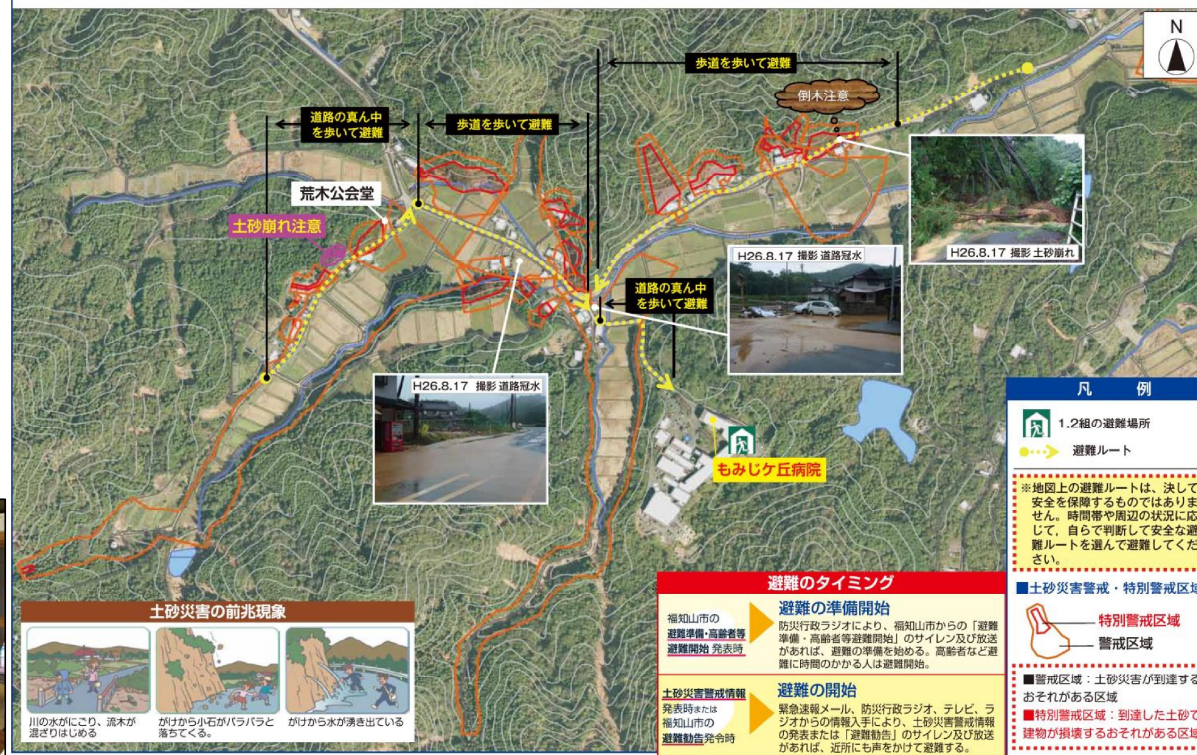 N
歩道を歩いて避難
倒木注意
道路の真ん中
を歩いて避難
歩道を歩いて避難
荒木公会堂
土砂崩れ注意
H26.8.17 撮影 土砂崩れ
H26.8.17 撮影 道路冠水
道路の真ん中
を歩いて避難
H26.8.17 撮影 道路冠水
もみじケ丘病院
凡 例
1.2組の避難場所
避難ルート
※地図上の避難ルートは、決して
安全を保障するものではありま
せん。時間帯や周辺の状況に応
じて、自らで判断して安全な避
難ルートを選んで避難してくだ
さい。
■土砂災害警戒・特別警戒区域
特別警戒区域
警戒区域
■警戒区域：土砂災害が到達する
おそれがある区域
■特別警戒区域：到達した土砂で
建物が損壊するおそれがある区域
土砂災害の前兆現象
川の水がにごり、流木が
混ざりはじめる
がけから小石がパラパラと
落ちてくる。
がけから水が湧き出ている
避難のタイミング
福知山市の
避難準備・高齢者等
避難開始 発表時
避難の準備開始
防災行政ラジオにより、福知山市からの「避難
準備・高齢者等避難開始」のサイレン及び放送
があれば、避難の準備を始める。高齢者など避
難に時間のかかる人は避難開始。
土砂災害警戒情報
発表時または
福知山市の
避難勧告発令時
避難の開始
緊急速報メール、防災行政ラジオ、テレビ、ラ
ジオからの情報入手により、土砂災害警戒情報
の発表または「避難勧告」のサイレン及び放送
があれば、近所にも声をかけて避難する。